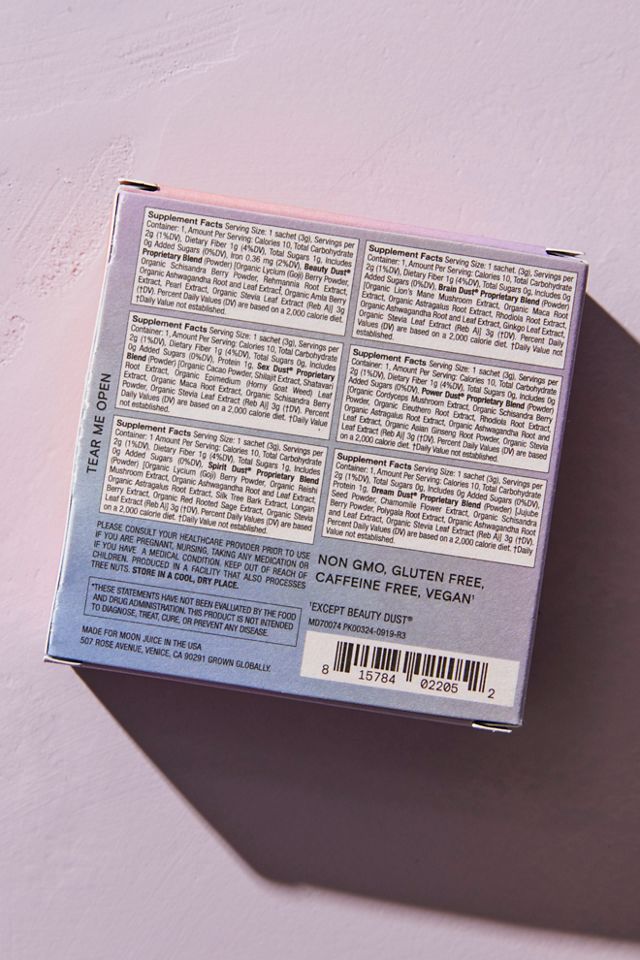 Supplement Facts Serving Size: 1 sachet (3g), Servings per
Container: 1, Amount Per Serving: Calories 10, Total Carbohydrate
2g (1%DV), Dietary Fiber 1g (4%DV), Total Sugars 1g, Includes
0g Added Sugars (0%DV), Iron 0.36 mg (2%DV), Beauty Dust®
Proprietary Blend (Powder) [Organic Lycium (Goji) Berry Powder,
Organic Schisandra Berry Powder, Rehmannia Root Extract,
Organic Ashwagandha Root and Leaf Extract, Organic Amla Berry
Extract, Pearl Extract, Organic Stevia Leaf Extract (Reb A)] 3g
(†DV). Percent Daily Values (DV) are based on a 2,000 calorie diet.
†Daily Value not established.
Supplement Facts Serving Size: 1 sachet (3g), Servings per
Container: 1, Amount Per Serving: Calories 10, Total Carbohydrate
2g (1%DV), Dietary Fiber 1g (4%DV), Total Sugars 0g, Includes 0g
Added Sugars (0%DV), Brain Dust® Proprietary Blend (Powder)
[Organic Lion's Mane Mushroom Extract, Organic Maca Root
Extract, Organic Astragalus Root Extract, Rhodiola Root Extract,
Organic Ashwagandha Root and Leaf Extract, Ginkgo Leaf Extract,
Organic Stevia Leaf Extract (Reb A)] 3g (†DV). Percent Daily
Values (DV) are based on a 2,000 calorie diet. †Daily Value not
established.
Supplement Facts Serving Size: 1 sachet (3g), Servings per
Container: 1, Amount Per Serving: Calories 10, Total Carbohydrate
2g (1%DV), Dietary Fiber 1g (4%DV), Total Sugars 0g, Includes
0g Added Sugars (0%DV), Protein 1g, Sex Dust® Proprietary
Blend (Powder) [Organic Cacao Powder, Shilajit Extract, Shatavari
Root Extract, Organic Epimedium (Horny Goat Weed) Leaf
Powder, Organic Maca Root Extract, Organic Schisandra Berry
Powder, Organic Stevia Leaf Extract (Reb A)] 3g (†DV). Percent
Daily Values (DV) are based on a 2,000 calorie diet. †Daily Value
not established.
Supplement Facts Serving Size: 1 sachet (3g), Servings per
Container: 1, Amount Per Serving: Calories 10, Total Carbohydrate
2g (1%DV), Dietary Fiber 1g (4%DV), Total Sugars 0g, Includes 0g
Added Sugars (0%DV), Power Dust® Proprietary Blend (Powder)
[Organic Cordyceps Mushroom Extract, Organic Schisandra Berry
Powder, Organic Eleuthero Root Extract, Rhodiola Root Extract,
Organic Astragalus Root Extract, Organic Ashwagandha Root and
Leaf Extract, Organic Asian Ginseng Root Powder, Organic Stevia
Leaf Extract (Reb A)] 3g (†DV). Percent Daily Values (DV) are based
on a 2,000 calorie diet. †Daily Value not established.
Supplement Facts Serving Size: 1 sachet (3g), Servings per
Container: 1, Amount Per Serving: Calories 10, Total Carbohydrate
2g (1%DV), Dietary Fiber 1g (4%DV), Total Sugars 1g, Includes
0g Added Sugars (0%DV), Spirit Dust® Proprietary Blend
(Powder) [Organic Lycium (Goji) Berry Powder, Organic Reishi
Mushroom Extract, Organic Ashwagandha Root and Leaf Extract,
Organic Astragalus Root Extract, Silk Tree Bark Extract, Longan
Berry Extract, Organic Red Rooted Sage Extract, Organic Stevia
Leaf Extract (Reb A)] 3g (†DV). Percent Daily Values (DV) are based
on a 2,000 calorie diet. †Daily Value not established.
Supplement Facts Serving Size: 1 sachet (3g), Servings per
Container: 1, Amount Per Serving: Calories 10, Total Carbohydrate
2g (1%DV), Total Sugars 0g, Includes 0g Added Sugars (0%DV),
Protein 1g, Dream Dust® Proprietary Blend (Powder) [Jujube
Seed Powder, Chamomile Flower Extract, Organic Schisandra
Berry Powder, Polygala Root Extract, Organic Ashwagandha Root
and Leaf Extract, Organic Stevia Leaf Extract (Reb A)] 3g (†DV).
Percent Daily Values (DV) are based on a 2,000 calorie diet. †Daily
Value not established.
TEAR ME OPEN
PLEASE CONSULT YOUR HEALTHCARE PROVIDER PRIOR TO USE
IF YOU ARE PREGNANT, NURSING, TAKING ANY MEDICATION OR
IF YOU HAVE A MEDICAL CONDITION. KEEP OUT OF REACH OF
CHILDREN. PRODUCED IN A FACILITY THAT ALSO PROCESSES
TREE NUTS. STORE IN A COOL, DRY PLACE.
*THESE STATEMENTS HAVE NOT BEEN EVALUATED BY THE FOOD
AND DRUG ADMINISTRATION. THIS PRODUCT IS NOT INTENDED
TO DIAGNOSE, TREAT, CURE, OR PREVENT ANY DISEASE.
MADE FOR MOON JUICE IN THE USA
507 ROSE AVENUE, VENICE, CA 90291 GROWN GLOBALLY.
NON GMO, GLUTEN FREE,
CAFFEINE FREE, VEGAN¹
¹EXCEPT BEAUTY DUST®
MD70074 PK00324-0919-R3
8 15784 02205 2